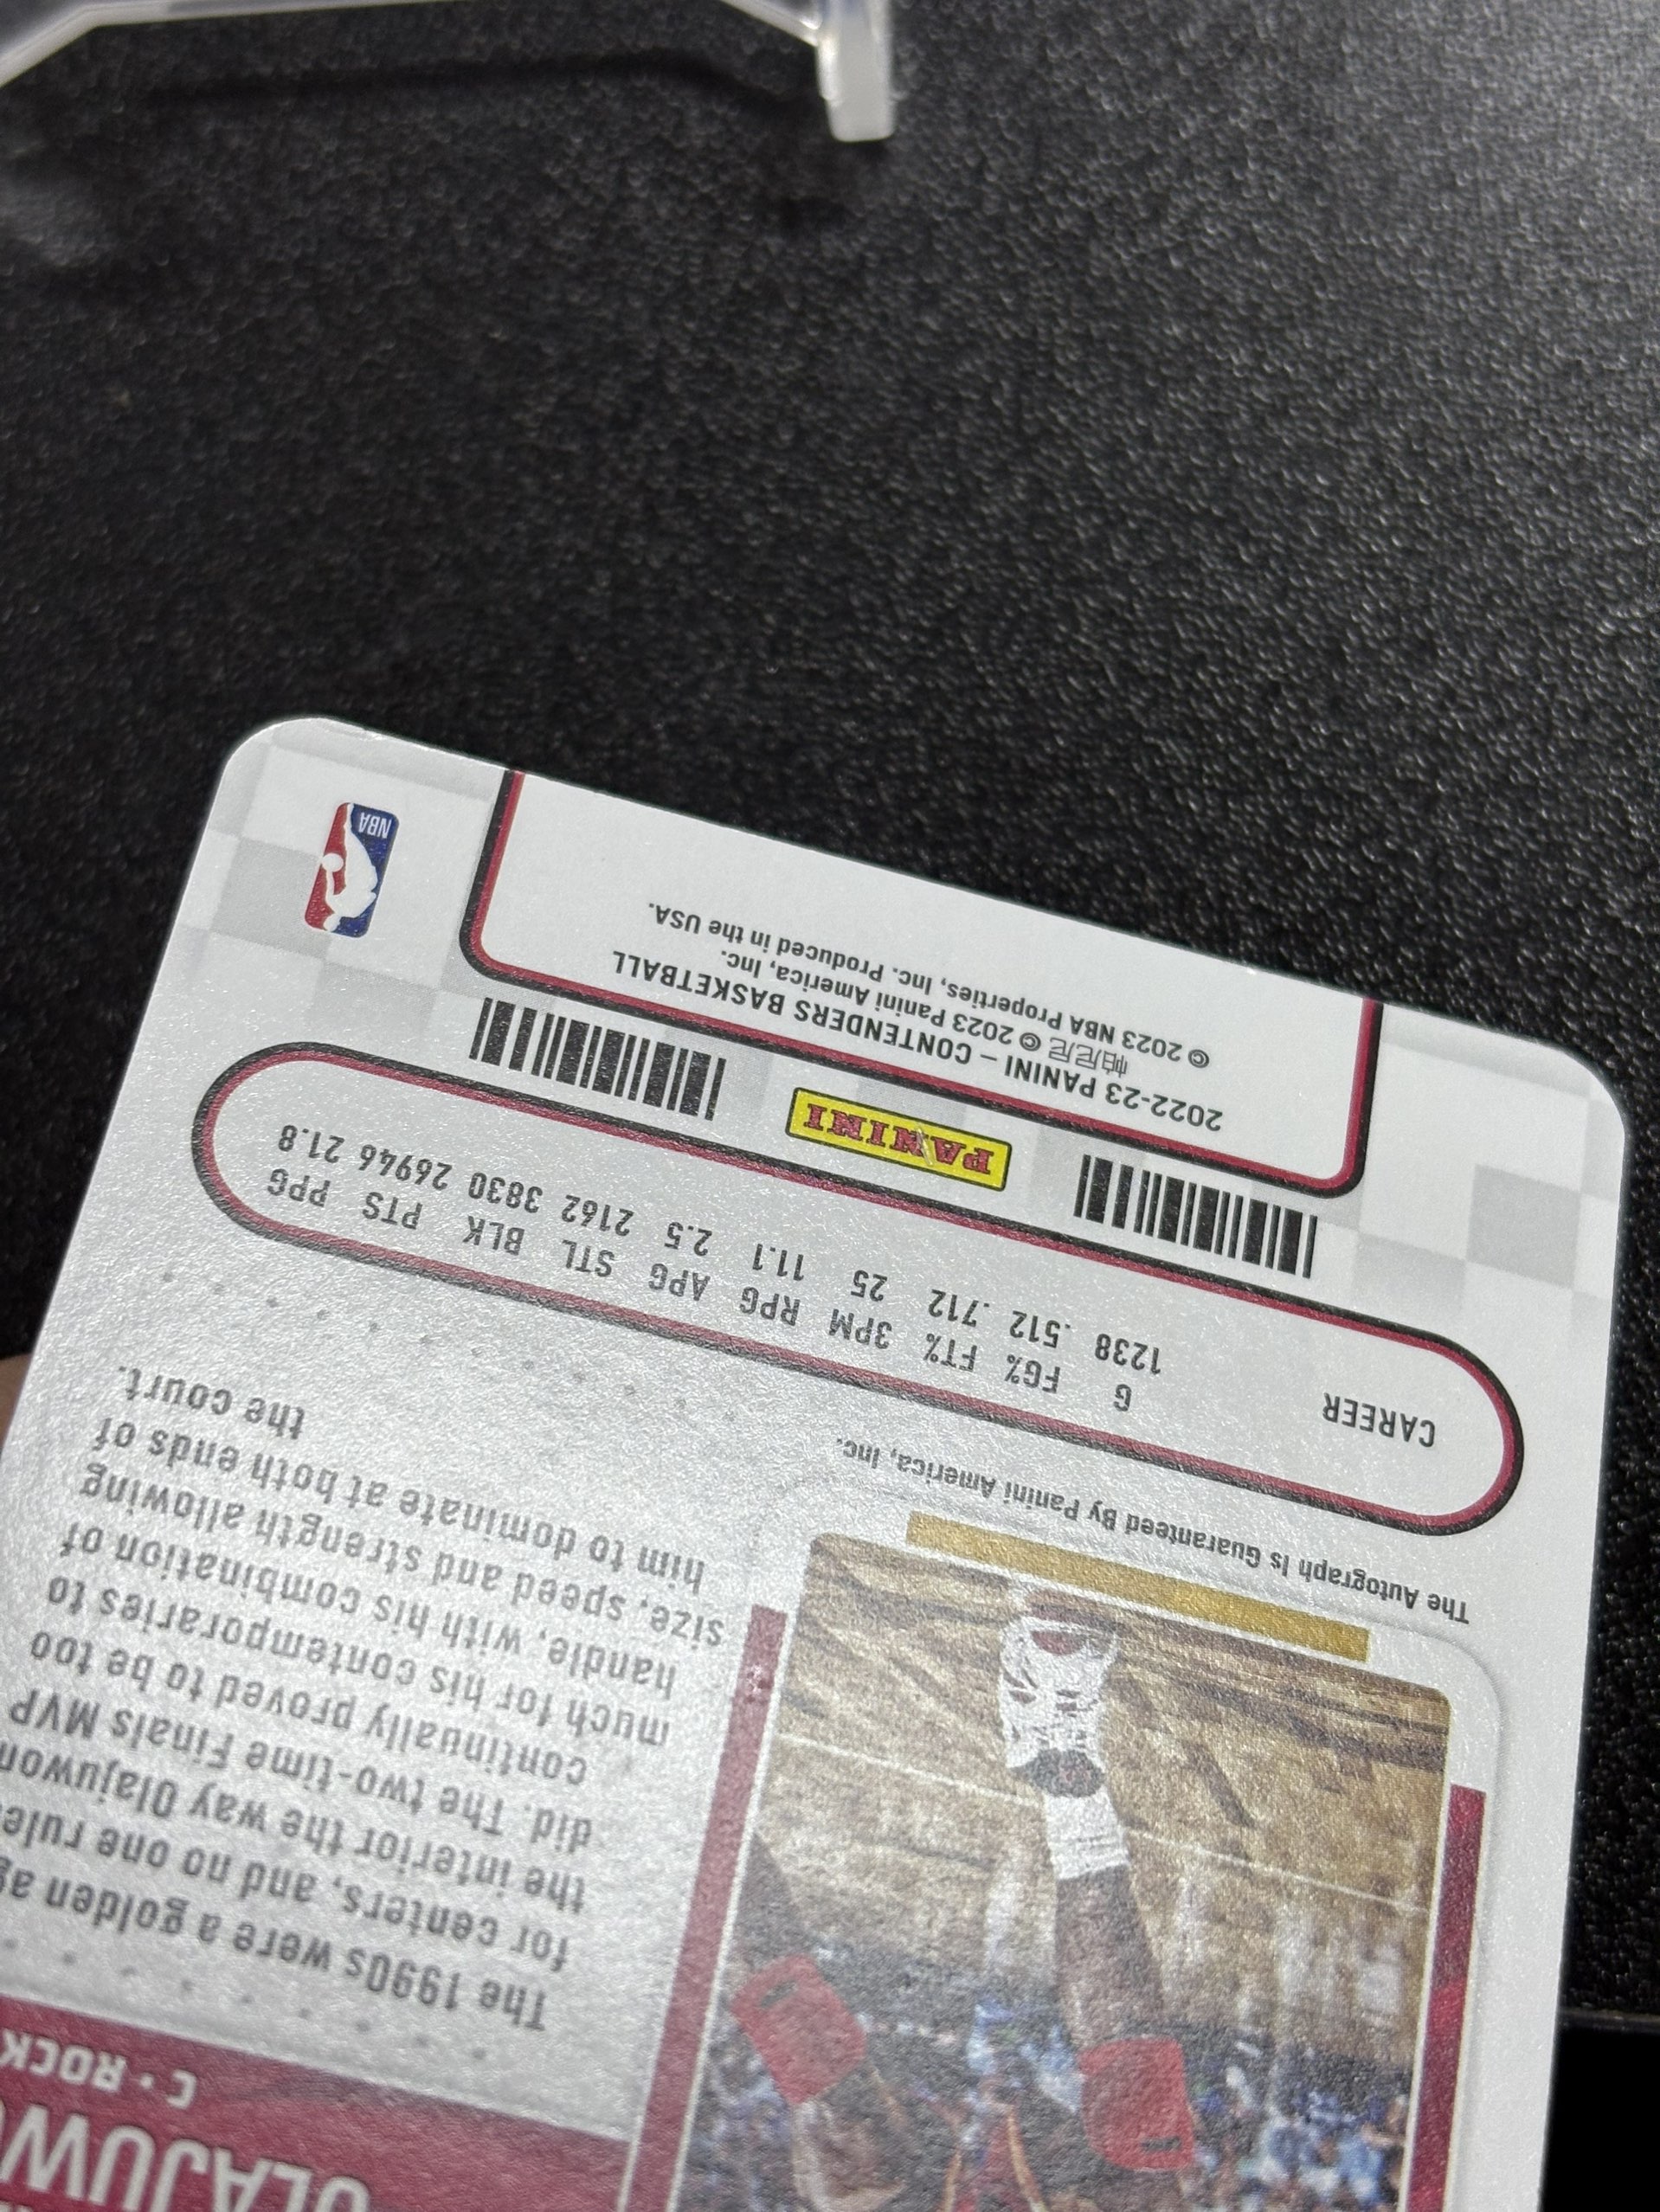 OLAJUW
C · ROCK
The 1990s were a golden
for centers, and no one
the interior the way Olajuwon
did. The two-time Finals MVP
continually proved to be too
much for his contemporaries to
handle, with his combination of
size, speed and strength allowing
him to dominate at both ends of
the court.
The Autograph Is Guaranteed By Panini America, Inc.
G FG% FT% 3PM RPG APG STL BLK PTS PPG
CAREER 1238 .512 .712 25 11.1 2.5 2162 3830 26946 21.8
PANINI
2022-23 PANINI – CONTENDERS BASKETBALL
帕尼尼 © 2023 Panini America, Inc.
© 2023 NBA Properties, Inc. Produced in the USA.
NBA